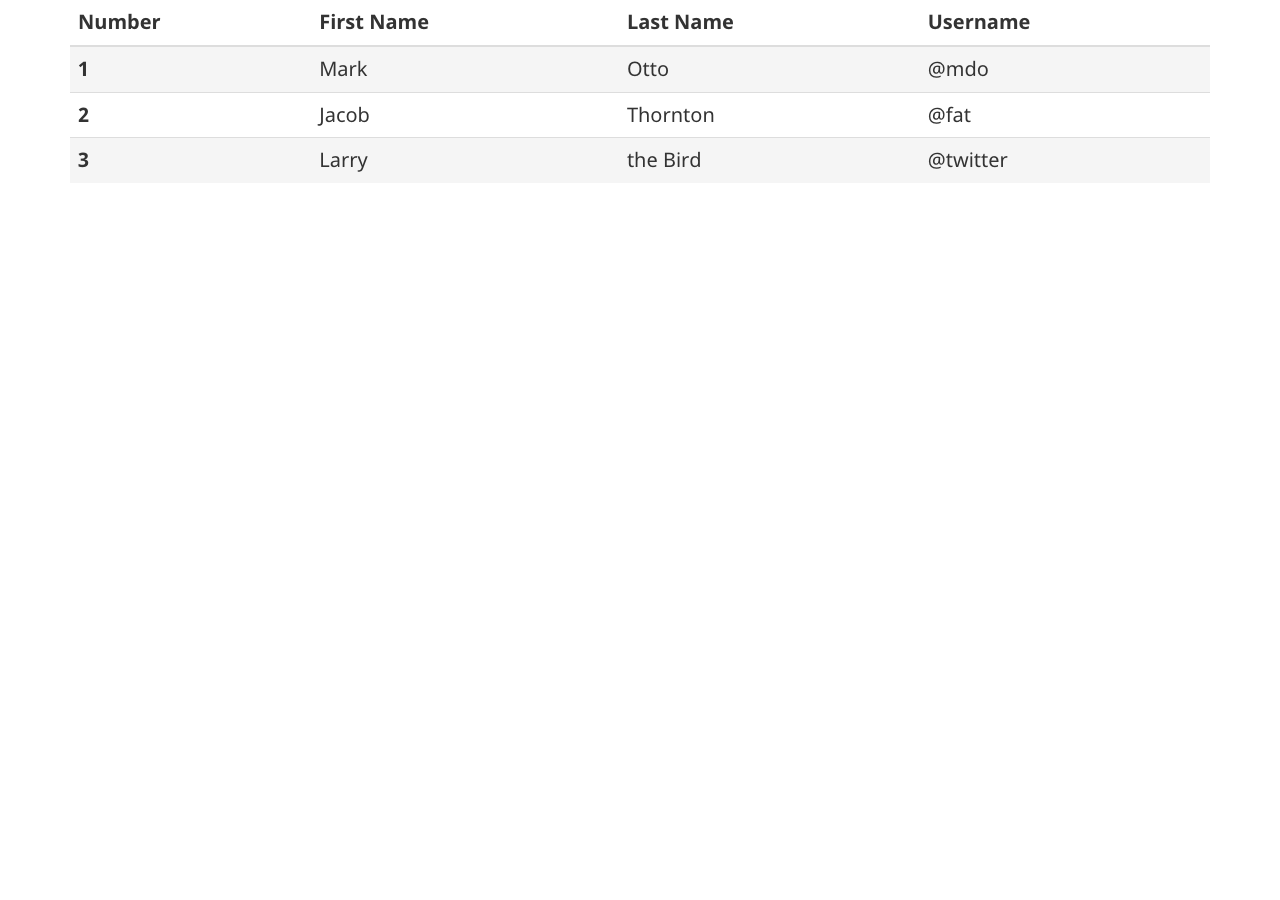 Number First Name Last Name Username
1 Mark Otto @mdo
2 Jacob Thornton @fat
3 Larry the Bird @twitter